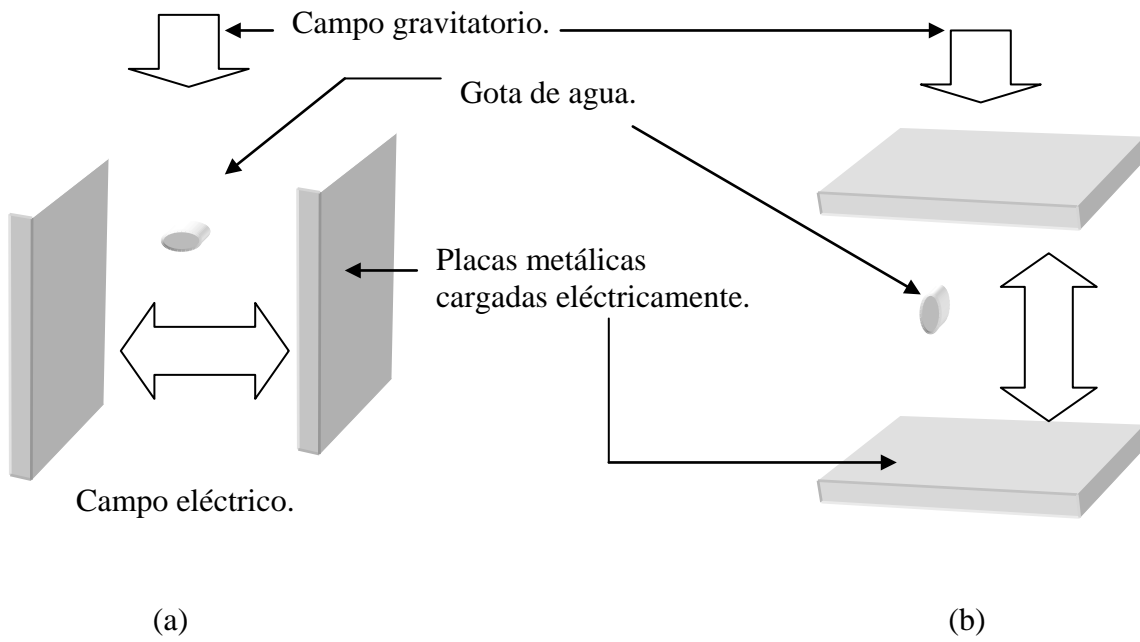 Campo gravitatorio.
Gota de agua.
Placas metálicas
cargadas eléctricamente.
Campo eléctrico.
(a)
(b)